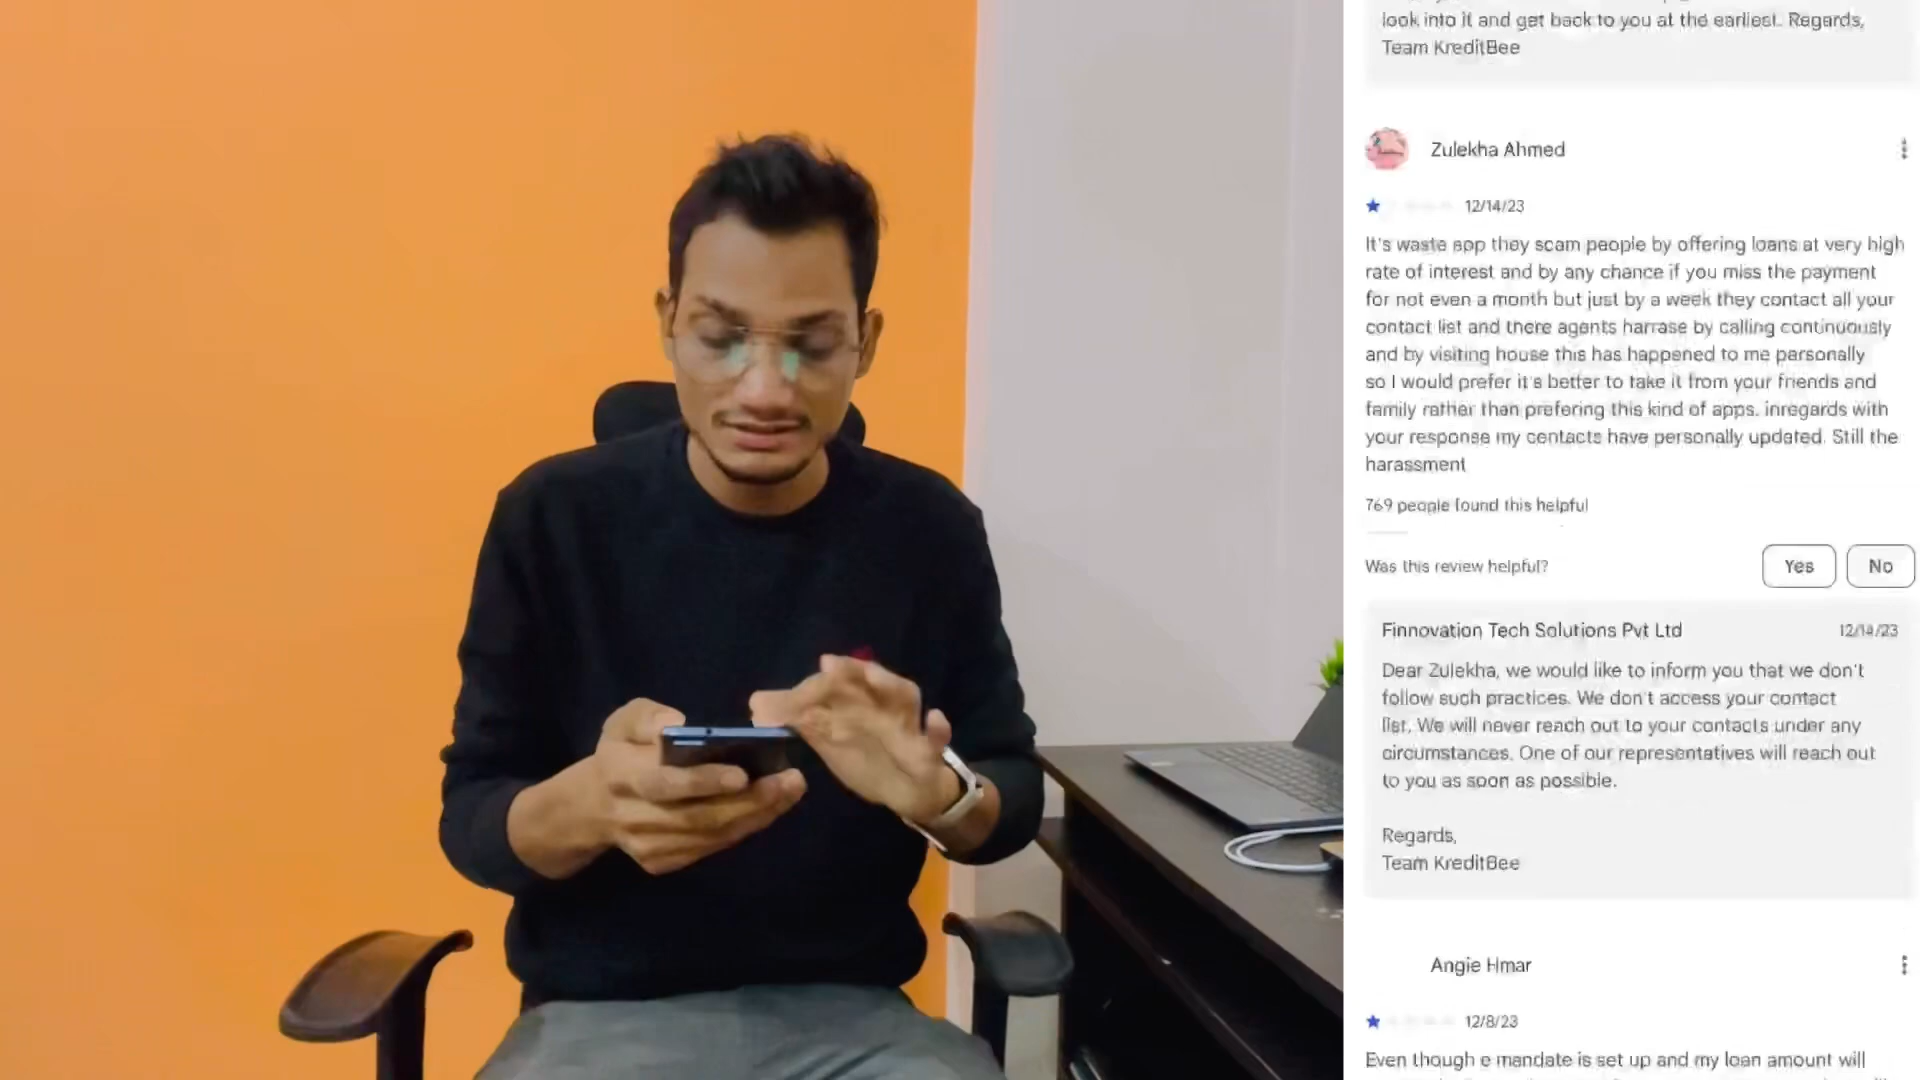 look into it and get back to you at the earliest. Regards,
Team KreditBee
Zulekha Ahmed
12/14/23
It's waste app they scam people by offering loans at very high
rate of interest and by any chance if you miss the payment
for not even a month but just by a week they contact all your
contact list and there agents harrase by calling continuously
and by visiting house this has happened to me parsonally
so I would prefer it's better to take it from your friends and
family rather than prefering this kind of apps. inregards with
your response my contacts have personally updated. Still the
harassment
769 people found this helpful
Was this review helpful?
Yes
No
Finnovation Tech Solutions Pvt Ltd
12/14/23
Dear Zulekha, we would like to inform you that we don't
follow such practices. We don't access your contact
list. We will never reach out to your contacts under any
circumstances. One of our representatives will reach out
to you as soon as possible.
Regards,
Team KreditBee
Angie Hmar
12/8/23
Even though e mandate is set up and my loan amount will